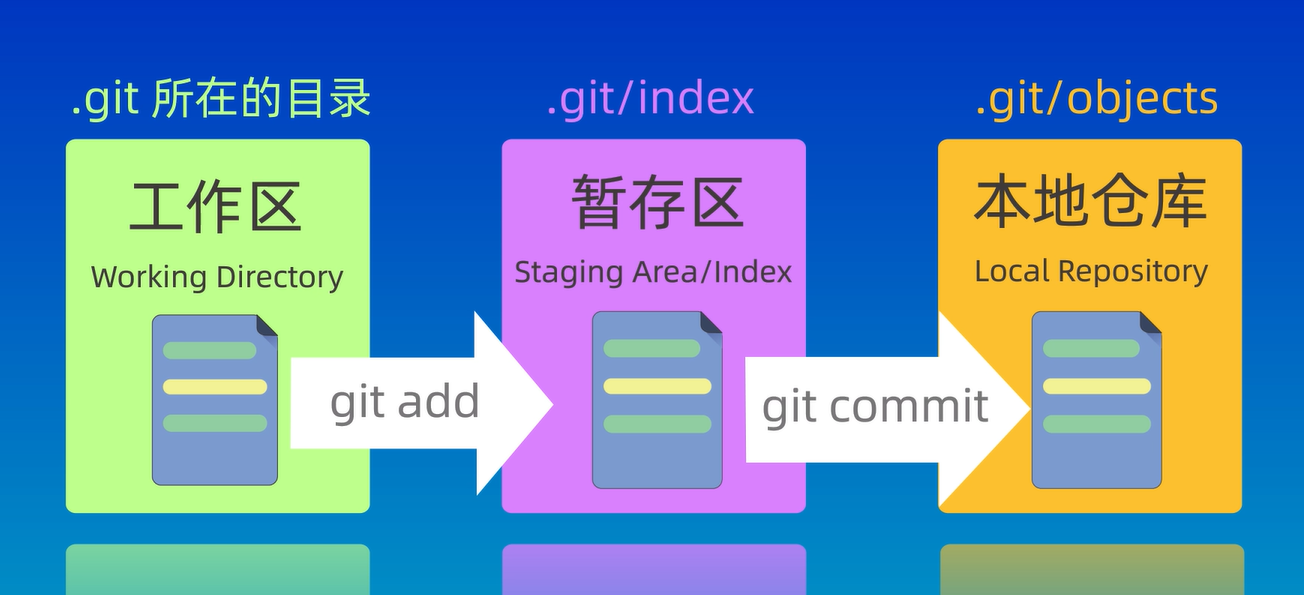 .git 所在的目录
.git/index
.git/objects
工作区
暂存区
本地仓库
Working Directory
Staging Area/Index
Local Repository
git add
git commit